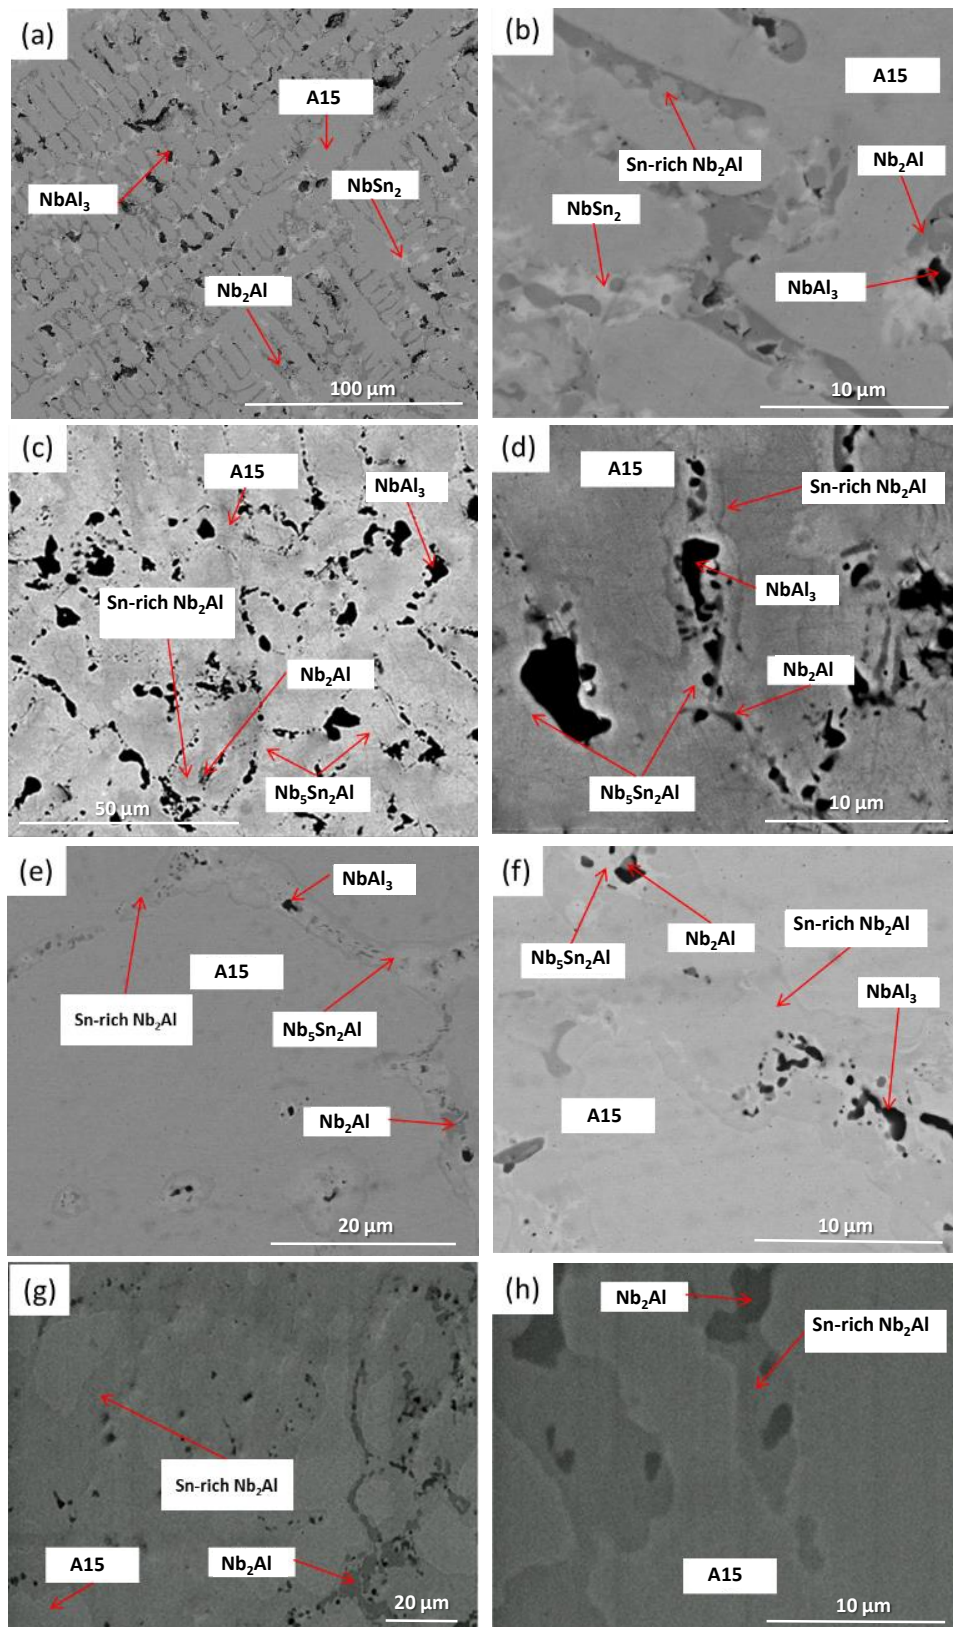 (a)
A15
NbAl₃
NbSn₂
Nb₂Al
100 µm
(b)
A15
Sn-rich Nb₂Al
Nb₂Al
NbSn₂
NbAl₃
10 µm
(c)
A15
NbAl₃
Sn-rich Nb₂Al
Nb₂Al
Nb₅Sn₂Al
50 µm
(d)
A15
Sn-rich Nb₂Al
NbAl₃
Nb₂Al
Nb₅Sn₂Al
10 µm
(e)
NbAl₃
A15
Sn-rich Nb₂Al
Nb₅Sn₂Al
Nb₂Al
20 µm
(f)
Sn-rich Nb₂Al
Nb₂Al
Nb₅Sn₂Al
NbAl₃
A15
10 µm
(g)
Sn-rich Nb₂Al
A15
Nb₂Al
20 µm
(h)
Nb₂Al
Sn-rich Nb₂Al
A15
10 µm